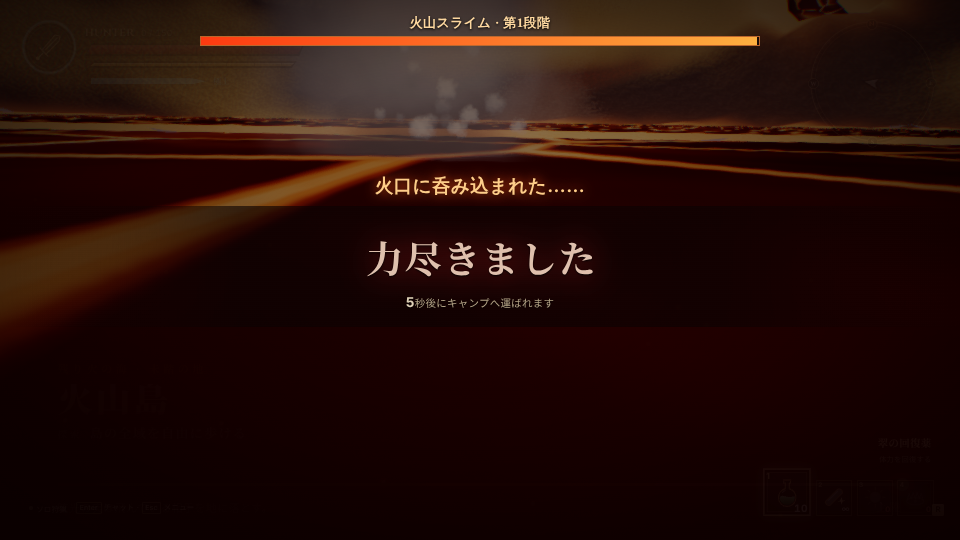 火山スライム · 第1段階
火口に呑み込まれた……
力尽きました
5秒後にキャンプへ運ばれます
10